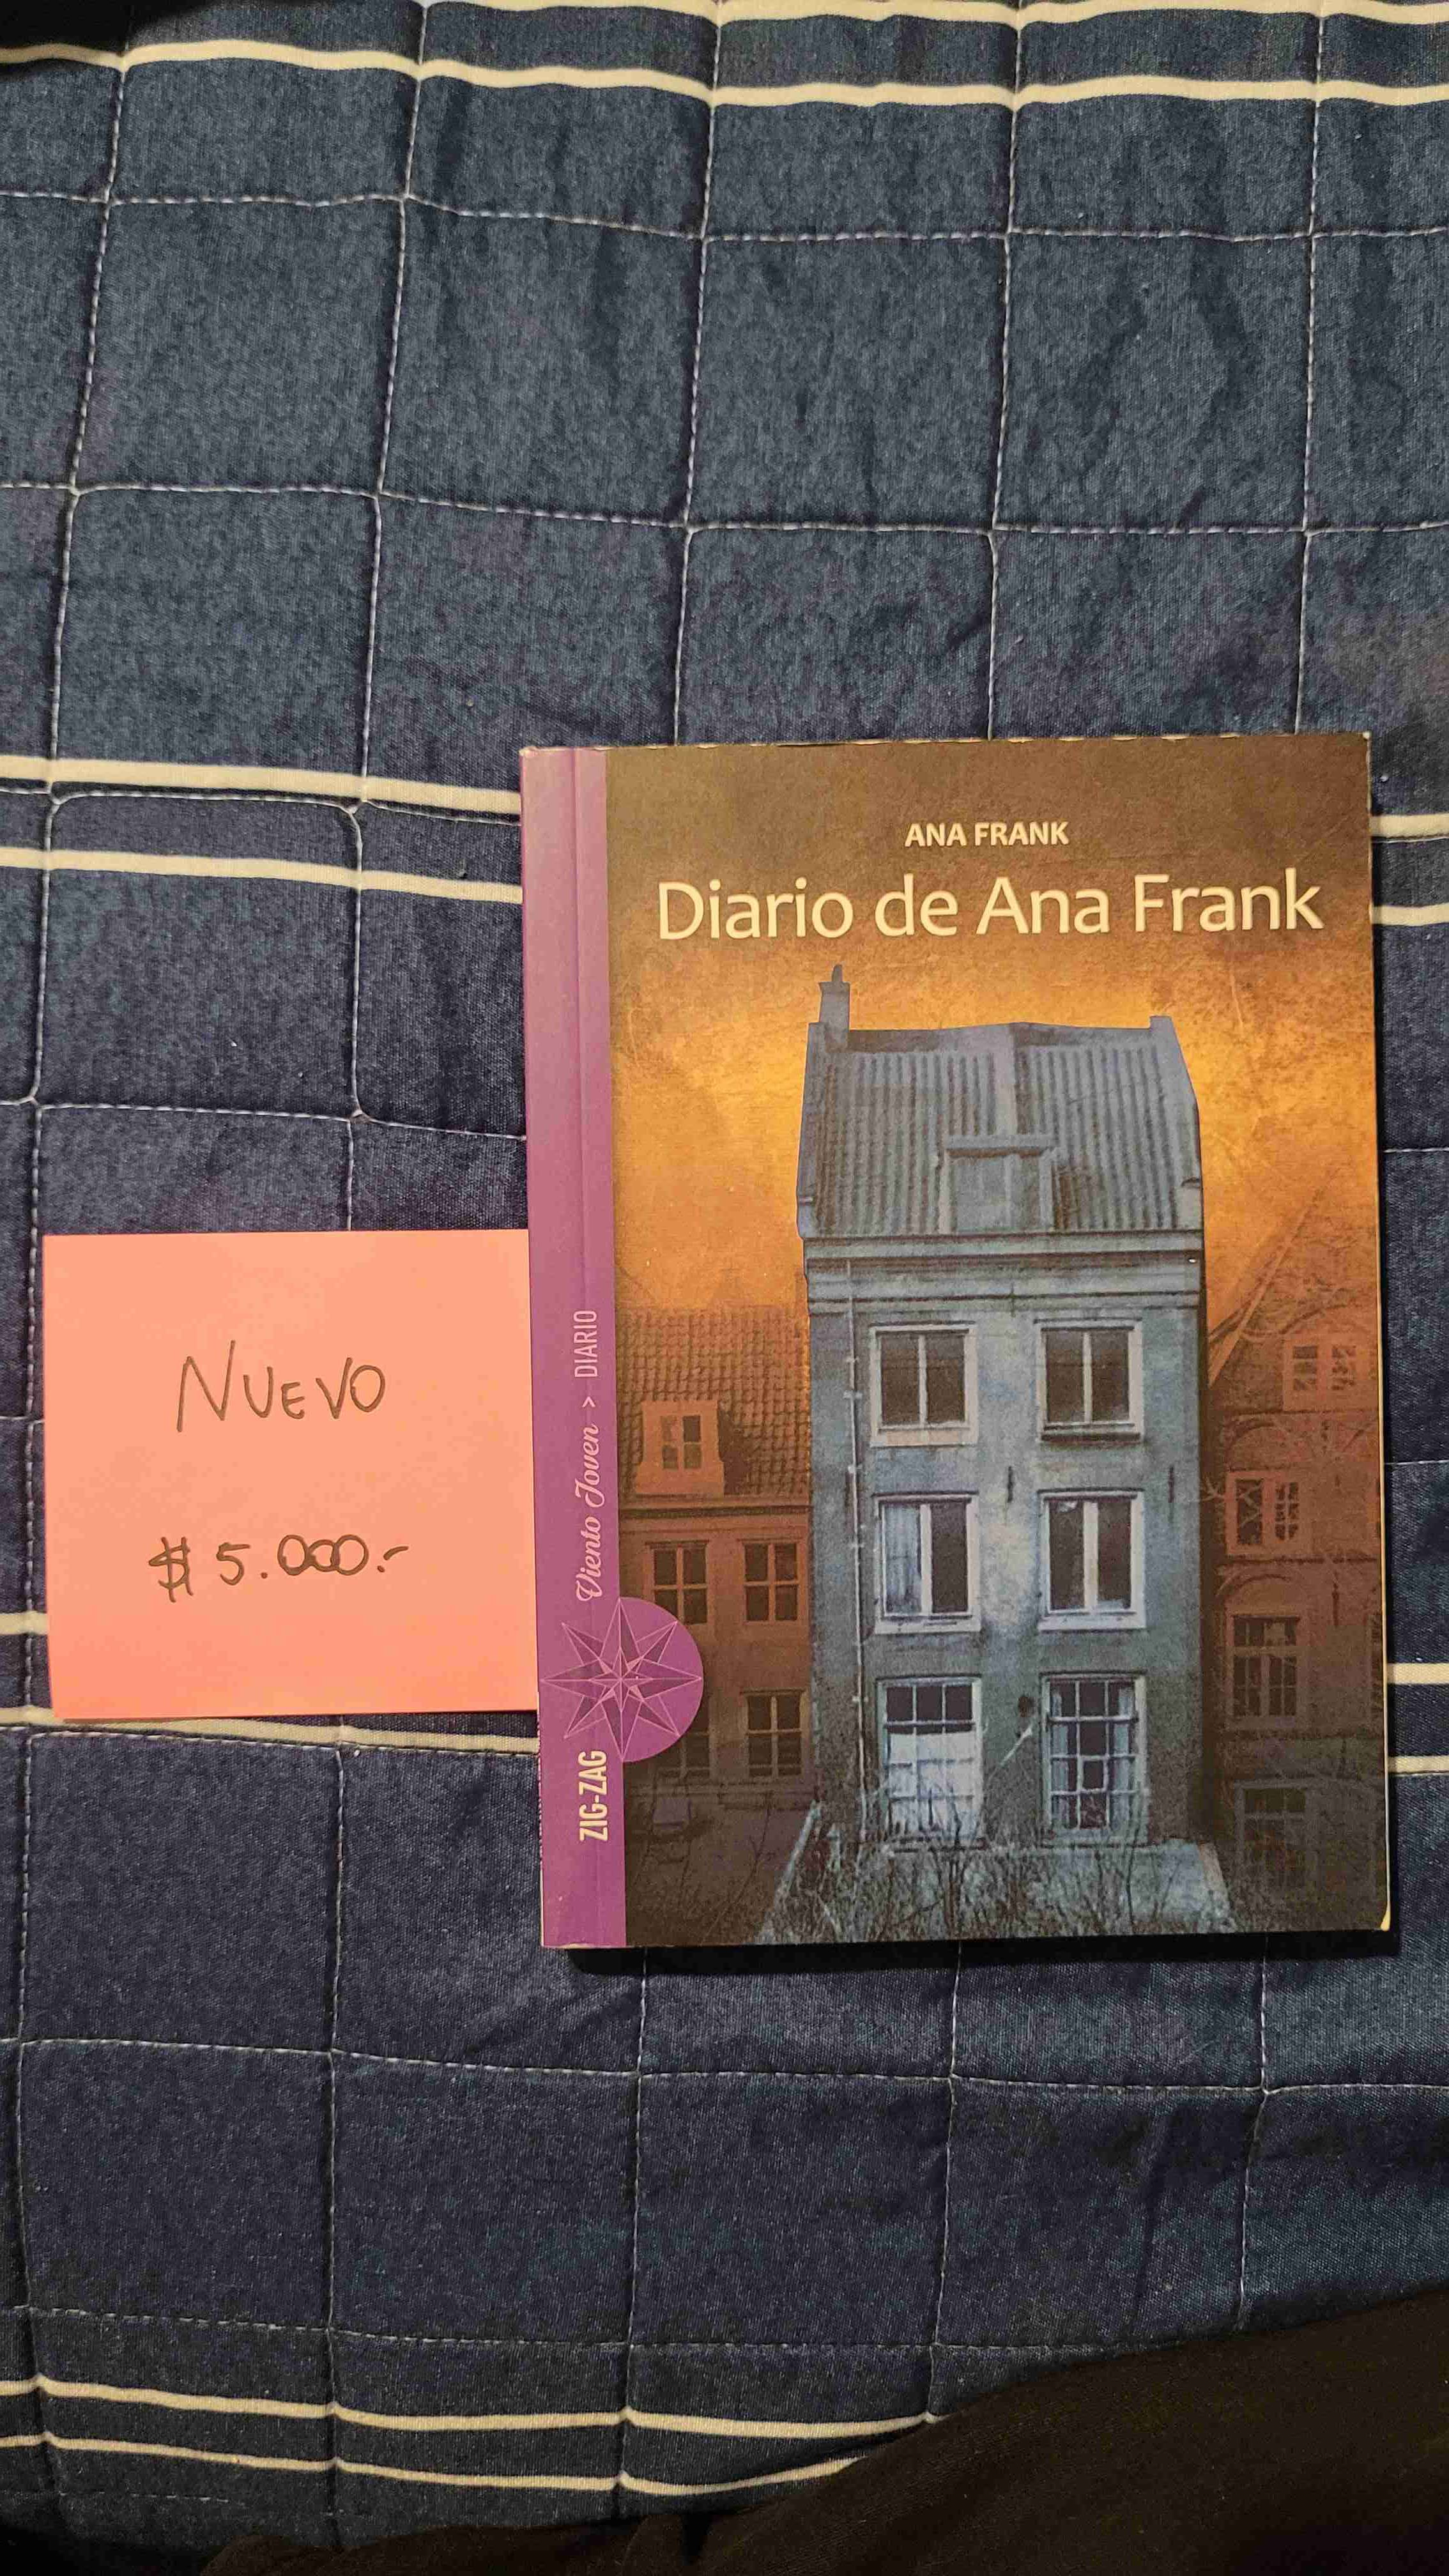 ANA FRANK
Diario de Ana Frank
NUEVO
$ 5.000.-
Viento Joven > DIARIO
ZIG-ZAG